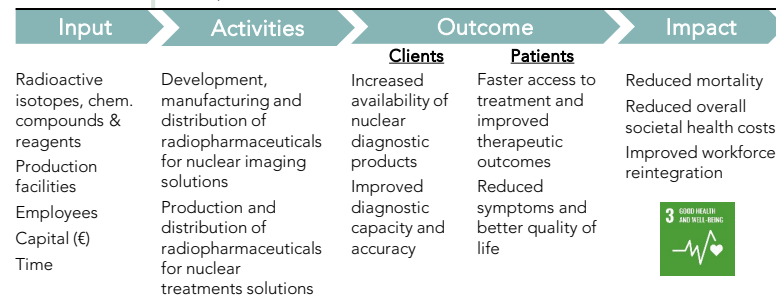 Input
Activities
Outcome
Impact
Clients
Patients
Radioactive
isotopes, chem.
compounds &
reagents
Production
facilities
Employees
Capital (€)
Time
Development,
manufacturing and
distribution of
radiopharmaceuticals
for nuclear imaging
solutions
Production and
distribution of
radiopharmaceuticals
for nuclear
treatments solutions
Increased
availability of
nuclear
diagnostic
products
Improved
diagnostic
capacity and
accuracy
Faster access to
treatment and
improved
therapeutic
outcomes
Reduced
symptoms and
better quality of
life
Reduced mortality
Reduced overall
societal health costs
Improved workforce
reintegration
3 GOOD HEALTH
AND WELL-BEING